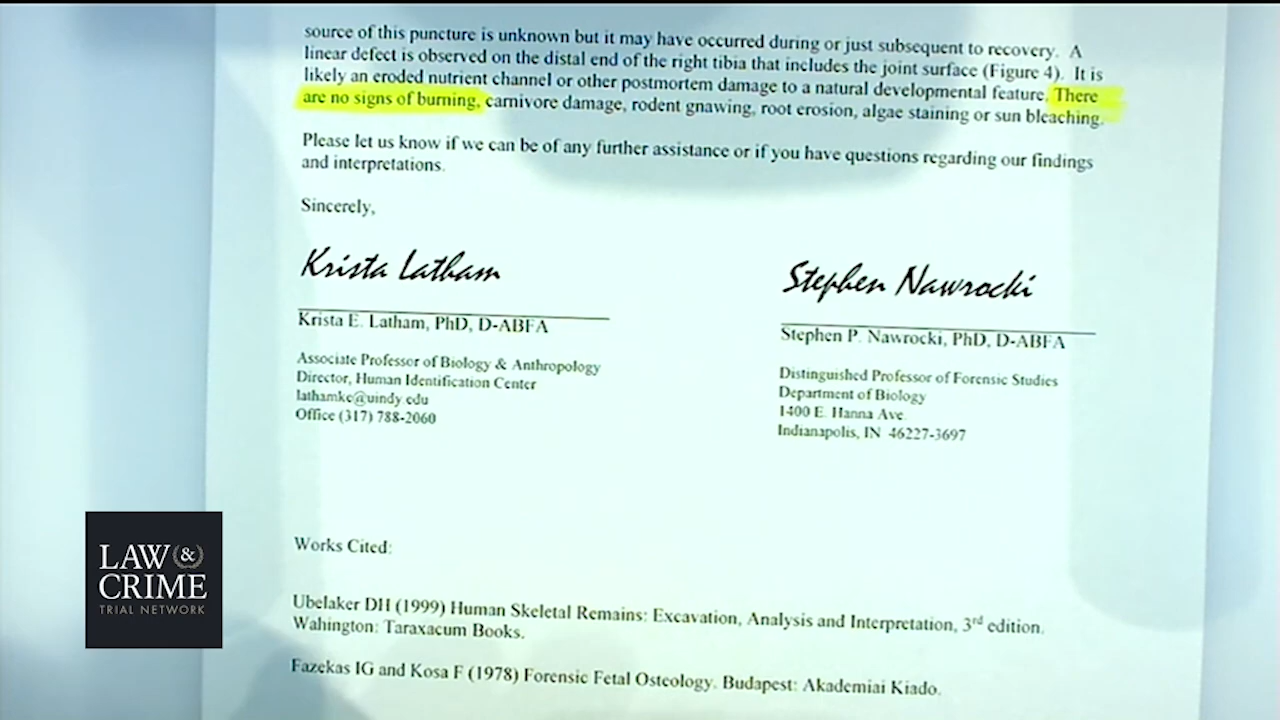 source of this puncture is unknown but it may have occurred during or just subsequent to recovery. A
linear defect is observed on the distal end of the right tibia that includes the joint surface (Figure 4). It is
likely an eroded nutrient channel or other postmortem damage to a natural developmental feature. There
are no signs of burning, carnivore damage, rodent gnawing, root erosion, algae staining or sun bleaching.
Please let us know if we can be of any further assistance or if you have questions regarding our findings
and interpretations.
Sincerely,
Krista Latham
Krista E. Latham, PhD, D-ABFA
Associate Professor of Biology & Anthropology
Director, Human Identification Center
lathamke@uindy.edu
Office (317) 788-2060
Stephen Nawrocki
Stephen P. Nawrocki, PhD, D-ABFA
Distinguished Professor of Forensic Studies
Department of Biology
1400 E. Hanna Ave.
Indianapolis, IN 46227-3697
LAW &
CRIME
TRIAL NETWORK
Works Cited:
Ubelaker DH (1999) Human Skeletal Remains: Excavation, Analysis and Interpretation, 3rd edition.
Wahington: Taraxacum Books.
Fazekas IG and Kosa F (1978) Forensic Fetal Osteology. Budapest: Akademiai Kiado.